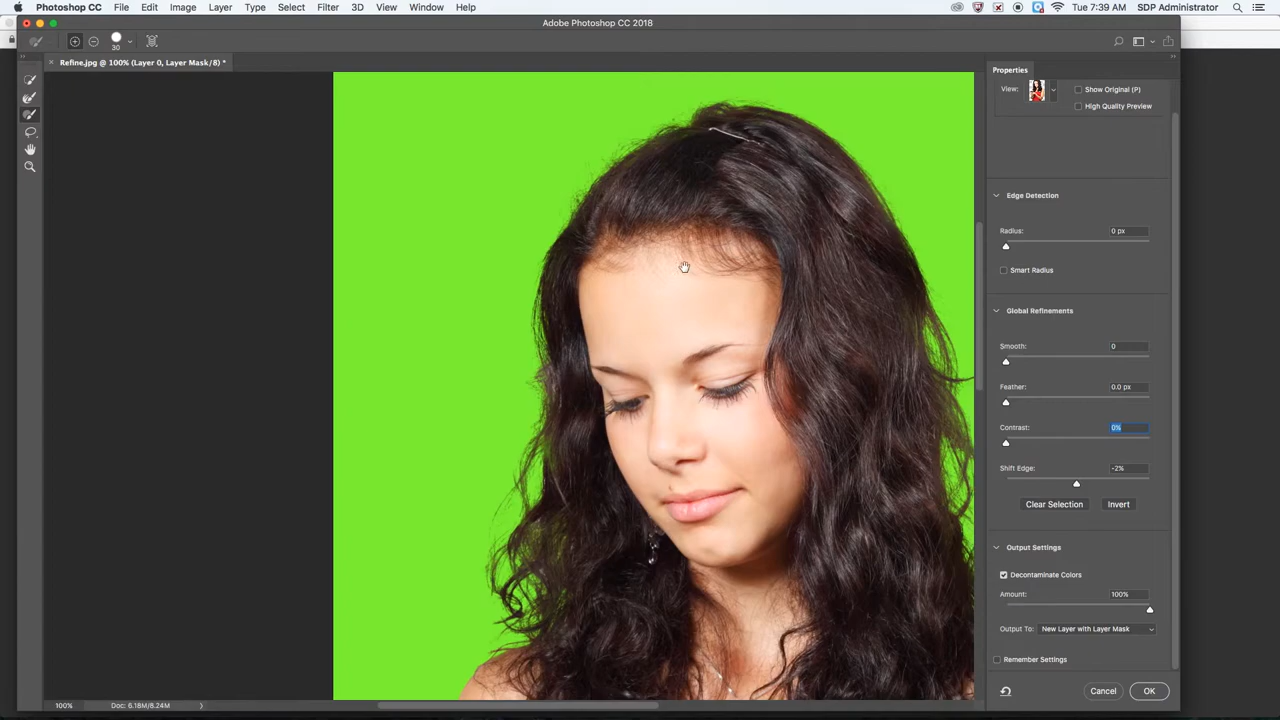 Photoshop CC File Edit Image Layer Type Select Filter 3D View Window Help Tue 7:39 AM SDP Administrator
Adobe Photoshop CC 2018
30
Refine.jpg @ 100% (Layer 0, Layer Mask/8) *
Properties
View: Show Original (P)
High Quality Preview
Edge Detection
Radius: 0 px
Smart Radius
Global Refinements
Smooth: 0
Feather: 0.0 px
Contrast: 0%
Shift Edge: -2%
Clear Selection Invert
Output Settings
Decontaminate Colors
Amount: 100%
Output To: New Layer with Layer Mask
Remember Settings
Cancel OK
100% Doc: 6.18M/8.24M